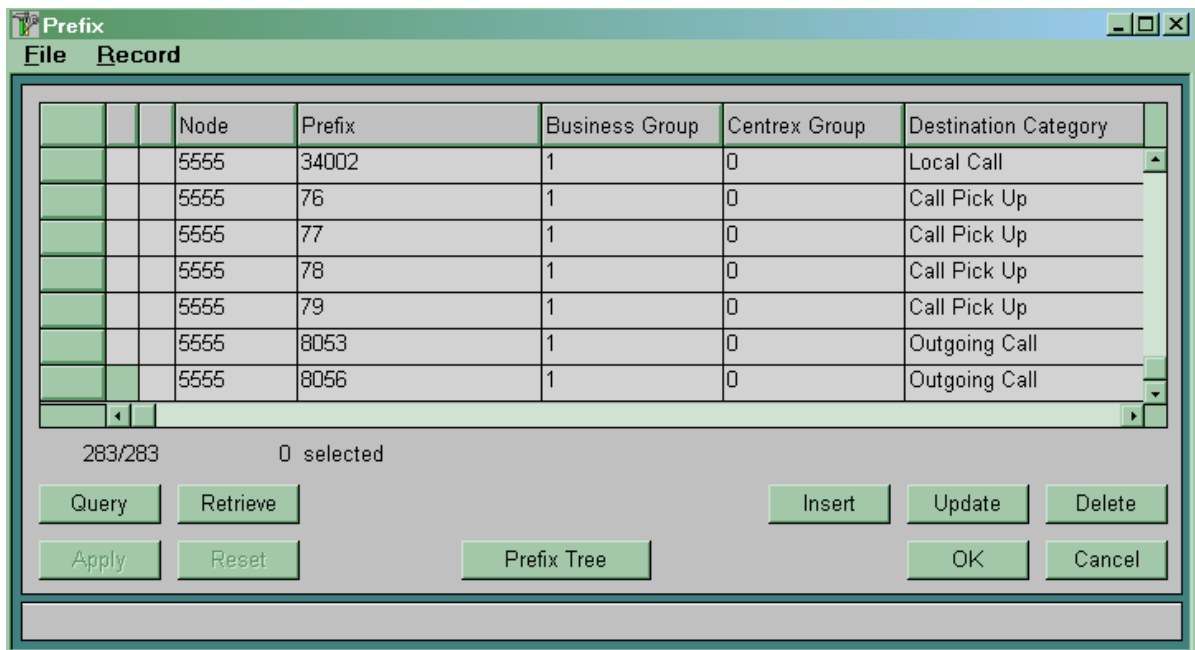 Prefix
File Record
Node Prefix Business Group Centrex Group Destination Category
5555 34002 1 0 Local Call
5555 76 1 0 Call Pick Up
5555 77 1 0 Call Pick Up
5555 78 1 0 Call Pick Up
5555 79 1 0 Call Pick Up
5555 8053 1 0 Outgoing Call
5555 8056 1 0 Outgoing Call
283/283 0 selected
Query Retrieve Insert Update Delete
Apply Reset Prefix Tree OK Cancel